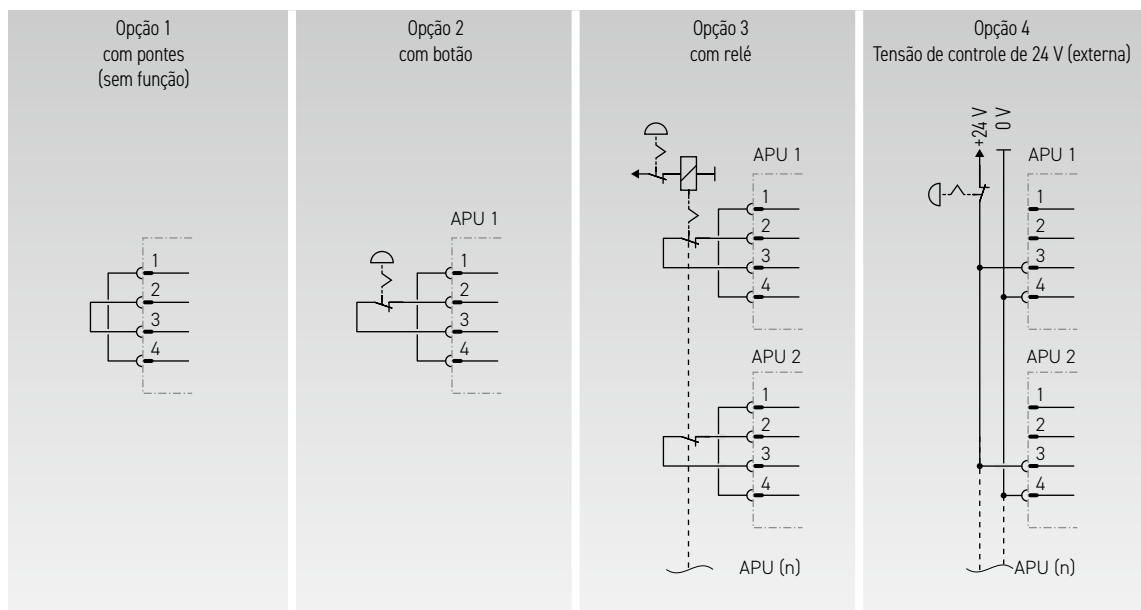 Opção 1
com pontes
(sem função)
1
2
3
4
Opção 2
com botão
APU 1
1
2
3
4
Opção 3
com relé
APU 1
1
2
3
4
APU 2
1
2
3
4
APU (n)
Opção 4
Tensão de controle de 24 V (externa)
+24 V
0 V
APU 1
1
2
3
4
APU 2
1
2
3
4
APU (n)